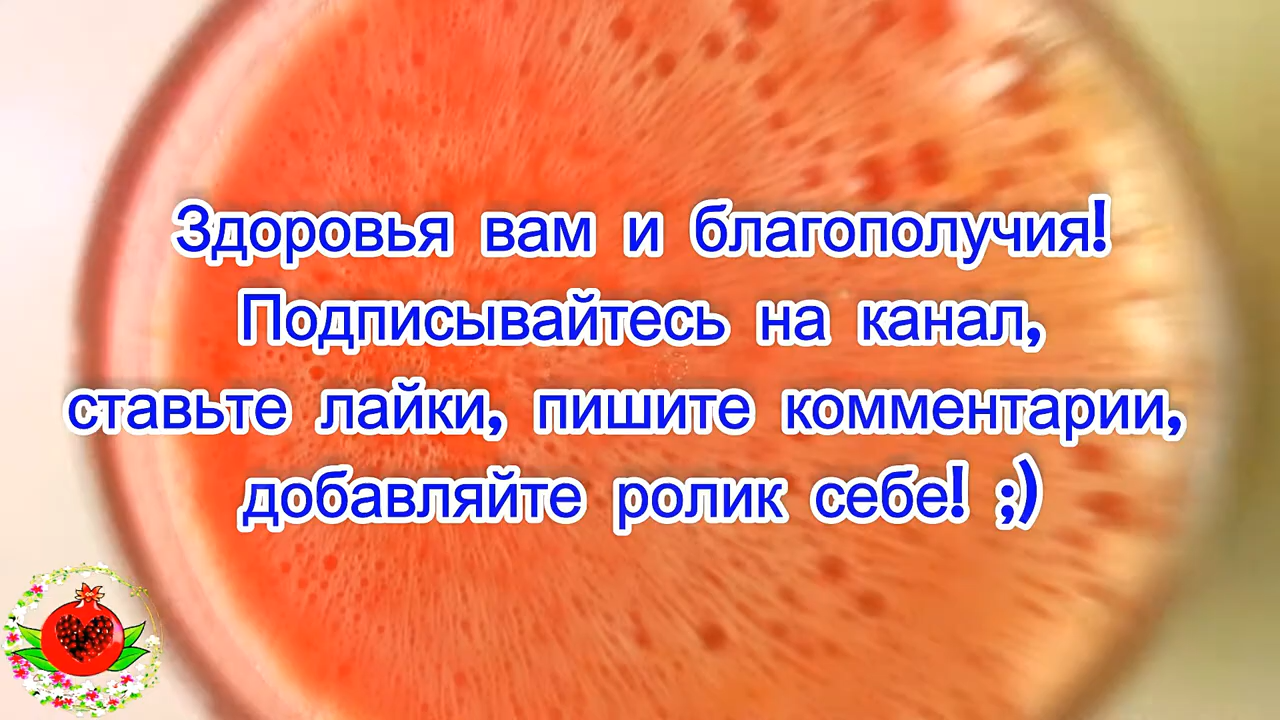 Здоровья вам и благополучия!
Подписывайтесь на канал,
ставьте лайки, пишите комментарии,
добавляйте ролик себе! ;)